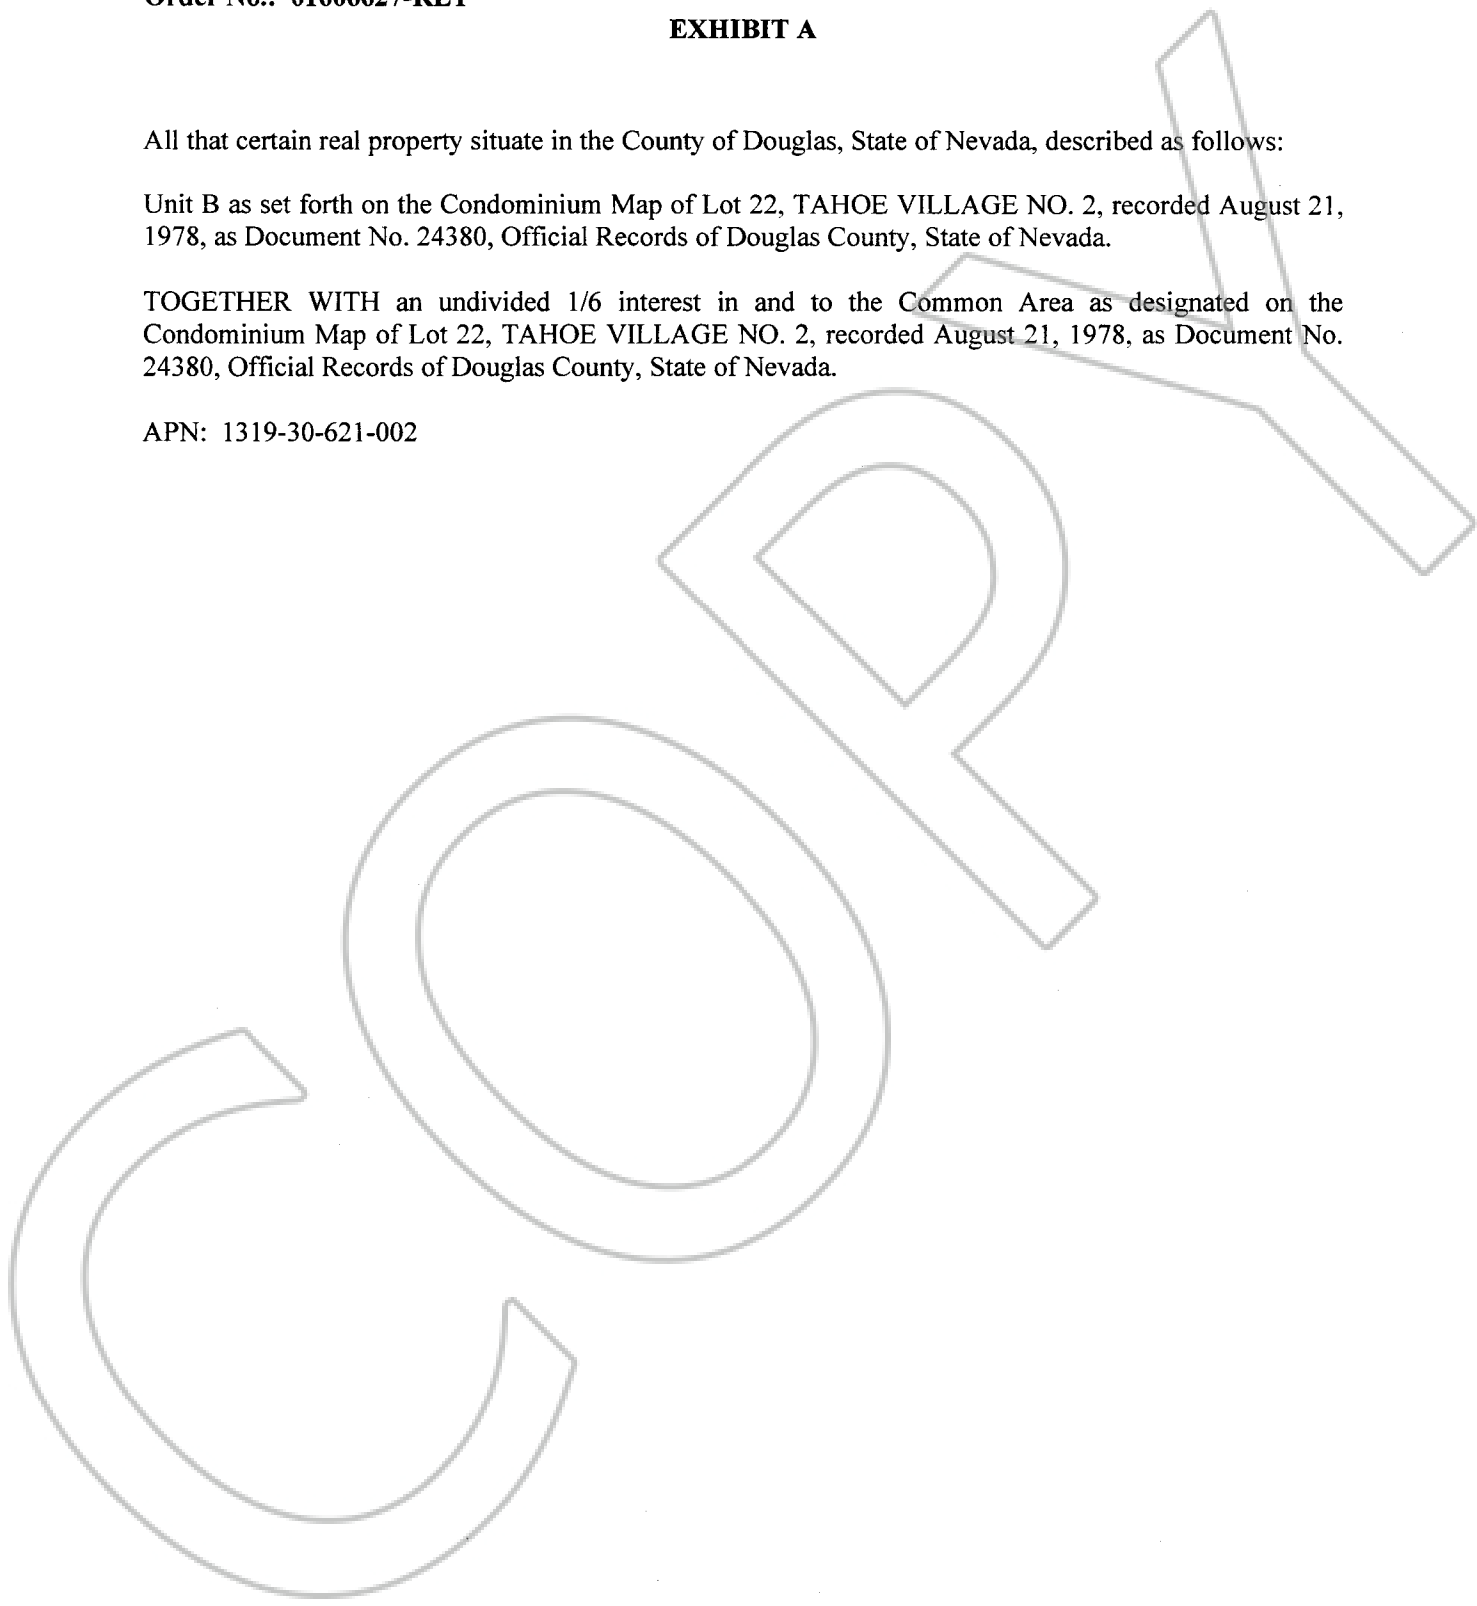 Order No.:
EXHIBIT A
All that certain real property situate in the County of Douglas, State of Nevada, described as follows:
Unit B as set forth on the Condominium Map of Lot 22, TAHOE VILLAGE NO. 2, recorded August 21,
1978, as Document No. 24380, Official Records of Douglas County, State of Nevada.
TOGETHER WITH an undivided 1/6 interest in and to the Common Area as designated on the
Condominium Map of Lot 22, TAHOE VILLAGE NO. 2, recorded August 21, 1978, as Document No.
24380, Official Records of Douglas County, State of Nevada.
APN: 1319-30-621-002
COPY